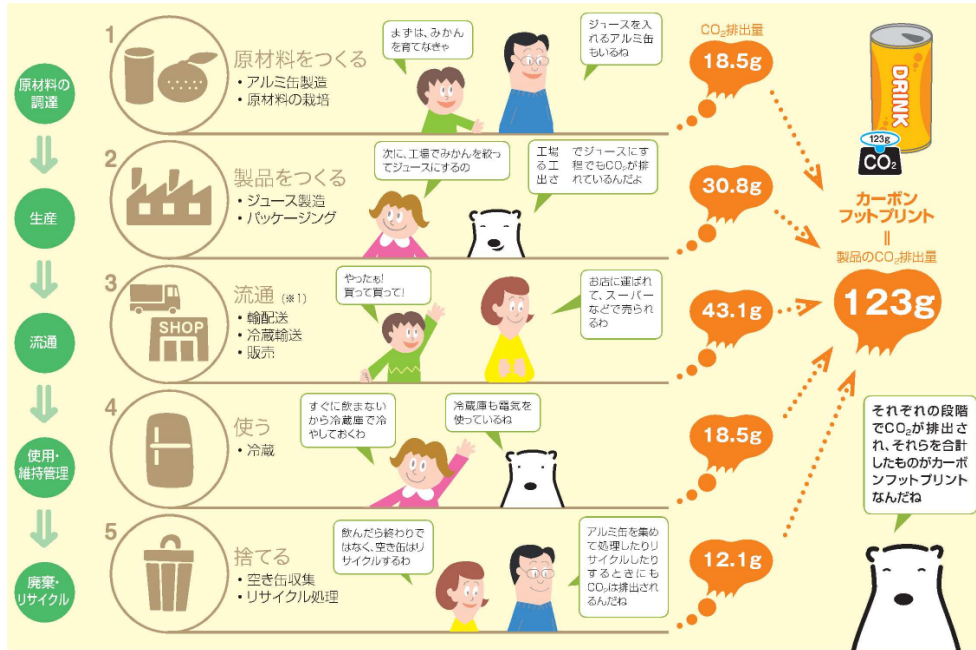 原材料の
調達
生産
流通
使用・
維持管理
廃棄・
リサイクル
1
原材料をつくる
・アルミ缶製造
・原材料の栽培
まずは、みかん
を育てなきゃ
ジュースを入
れるアルミ缶
もいるね
CO₂排出量
18.5g
2
製品をつくる
・ジュース製造
・パッケージング
次に、工場でみかんを絞っ
てジュースにするの
工場　でジュースにす
る工　程でもCO₂が排
出さ　れているんだよ
30.8g
3
SHOP
流通（※1）
・輸配送
・冷蔵輸送
・販売
やったぁ!
買って買って!
お店に運ばれ
て、スーパー
などで売られ
るわ
43.1g
4
使う
・冷蔵
すぐに飲まない
から冷蔵庫で冷
やしておくわ
冷蔵庫も電気を
使っているね
18.5g
5
捨てる
・空き缶収集
・リサイクル処理
飲んだら終わりで
はなく、空き缶はリ
サイクルするわ
アルミ缶を集め
て処理したりリ
サイクルしたり
するときにも
CO₂は排出され
るんだね
12.1g
DRINK
123g
CO₂
カーボン
フットプリント
＝
製品のCO₂排出量
123g
それぞれの段階
でCO₂が排出さ
れ、それらを合計
したものがカーボ
ンフットプリント
なんだね